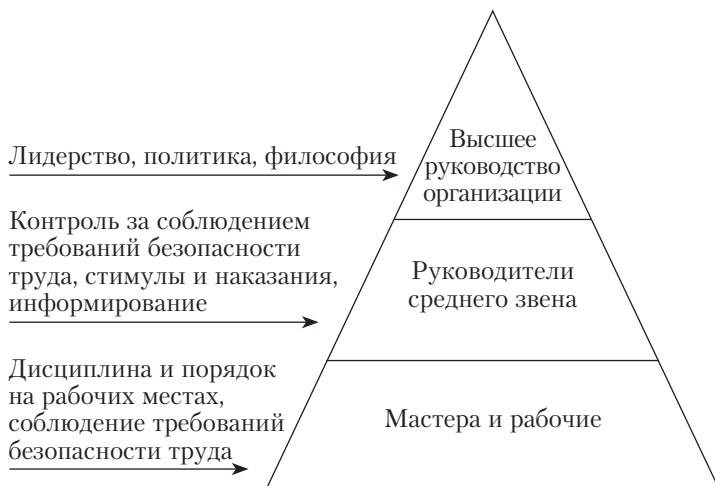 Высшее
руководство
организации
Лидерство, политика, философия
Контроль за соблюдением
требований безопасности
труда, стимулы и наказания,
информирование
Руководители
среднего звена
Дисциплина и порядок
на рабочих местах,
соблюдение требований
безопасности труда
Мастера и рабочие